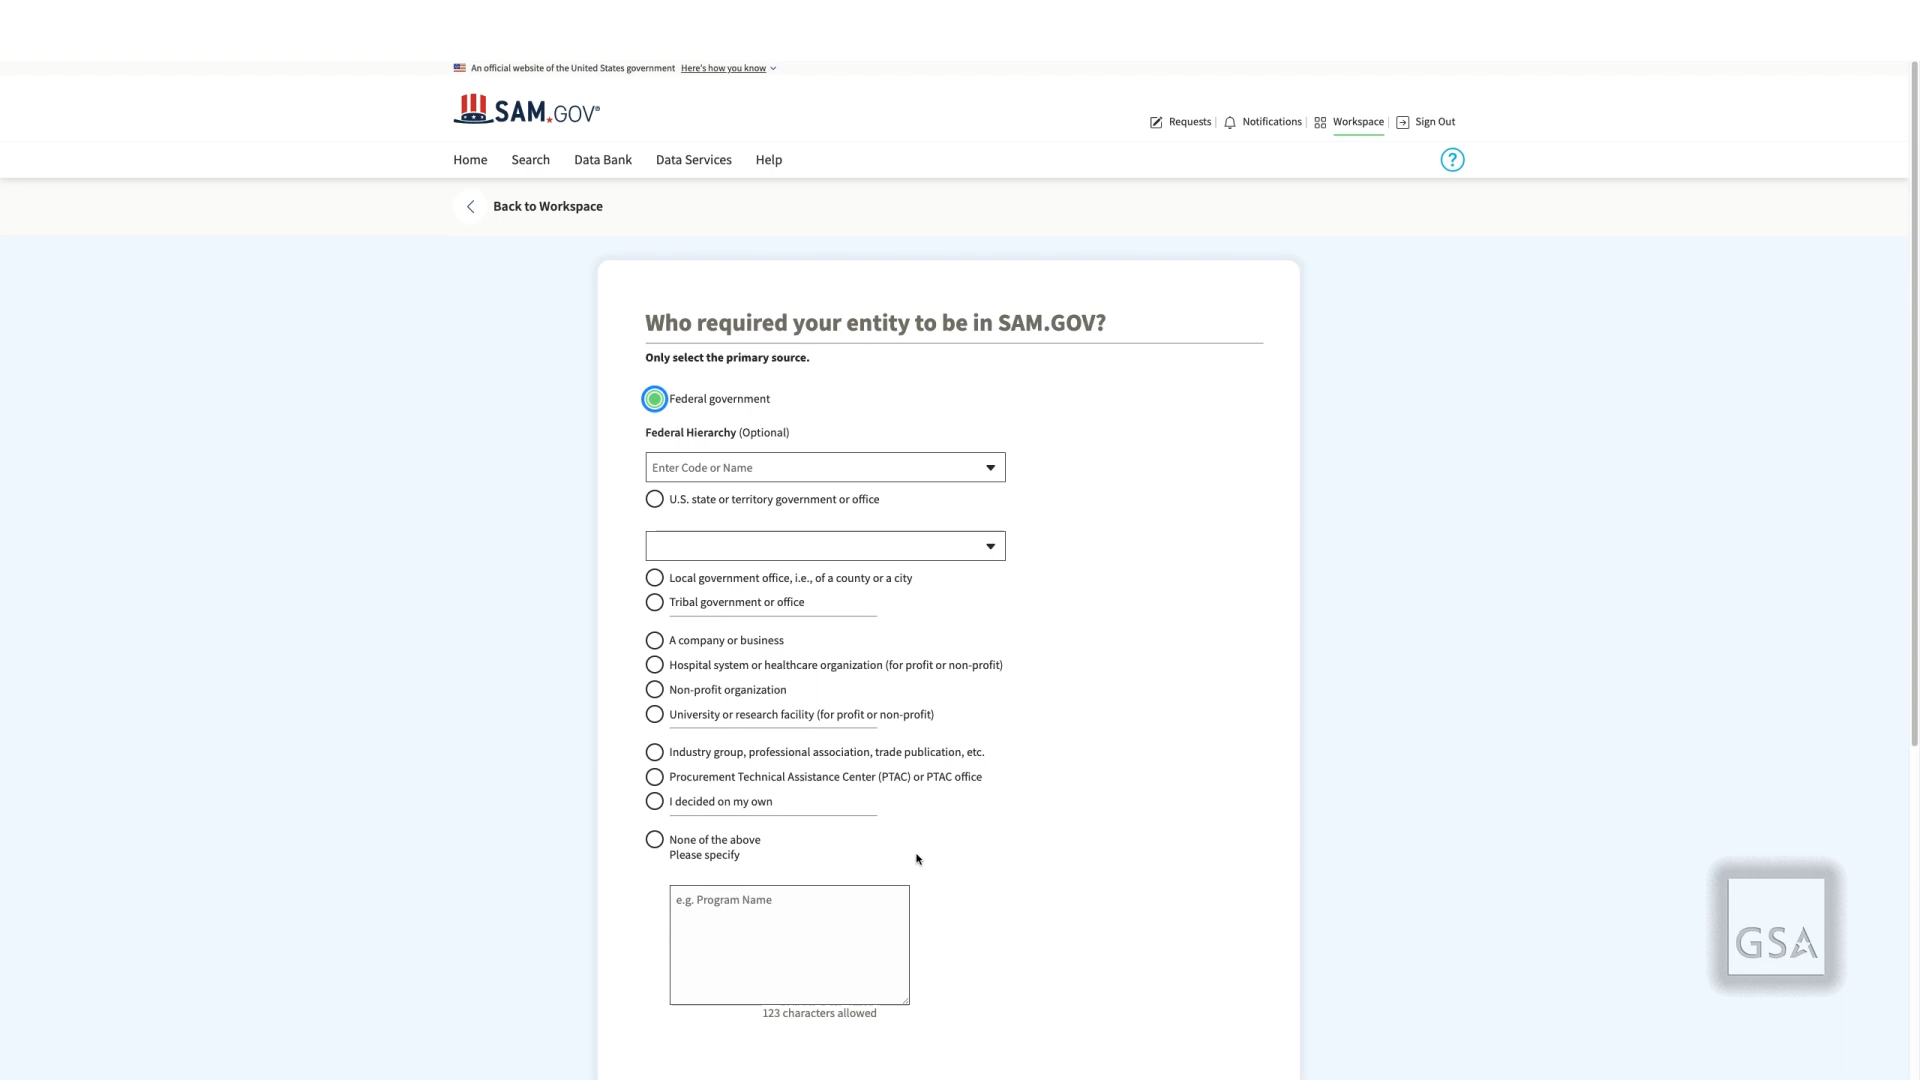 An official website of the United States government Here's how you know
SAM.GOV®
Requests Notifications Workspace Sign Out
Home Search Data Bank Data Services Help
?
Back to Workspace
Who required your entity to be in SAM.GOV?
Only select the primary source.
Federal government
Federal Hierarchy (Optional)
Enter Code or Name
U.S. state or territory government or office
Local government office, i.e., of a county or a city
Tribal government or office
A company or business
Hospital system or healthcare organization (for profit or non-profit)
Non-profit organization
University or research facility (for profit or non-profit)
Industry group, professional association, trade publication, etc.
Procurement Technical Assistance Center (PTAC) or PTAC office
I decided on my own
None of the above
Please specify
e.g. Program Name
123 characters allowed
GSA